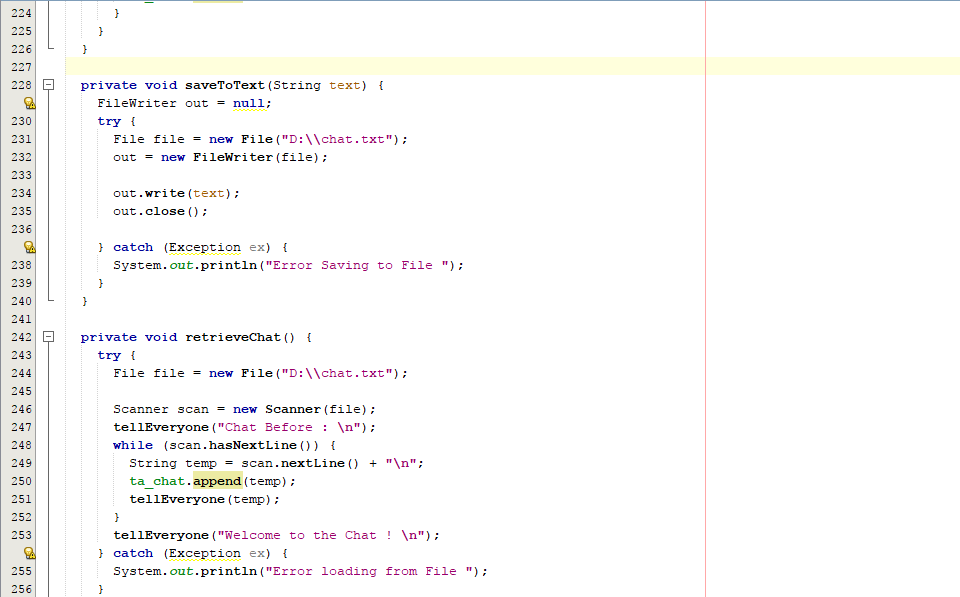 224 }
225 }
226 }
227
228 private void saveToText(String text) {
FileWriter out = null;
230 try {
231 File file = new File("D:\\chat.txt");
232 out = new FileWriter(file);
233
234 out.write(text);
235 out.close();
236
} catch (Exception ex) {
238 System.out.println("Error Saving to File ");
239 }
240 }
241
242 private void retrieveChat() {
243 try {
244 File file = new File("D:\\chat.txt");
245
246 Scanner scan = new Scanner(file);
247 tellEveryone("Chat Before : \n");
248 while (scan.hasNextLine()) {
249 String temp = scan.nextLine() + "\n";
250 ta_chat.append(temp);
251 tellEveryone(temp);
252 }
253 tellEveryone("Welcome to the Chat ! \n");
} catch (Exception ex) {
255 System.out.println("Error loading from File ");
256 }